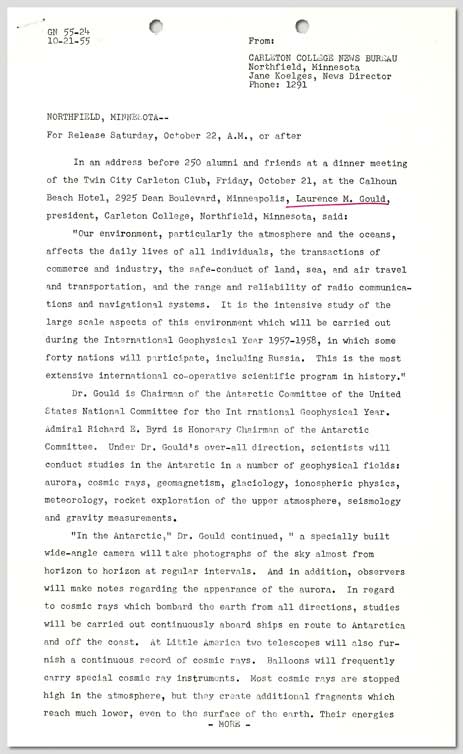 GN 55-24
10-21-55
From:
CARLETON COLLEGE NEWS BUREAU
Northfield, Minnesota
Jane Koelges, News Director
Phone: 1291
NORTHFIELD, MINNESOTA--
For Release Saturday, October 22, A.M., or after
In an address before 250 alumni and friends at a dinner meeting
of the Twin City Carleton Club, Friday, October 21, at the Calhoun
Beach Hotel, 2925 Dean Boulevard, Minneapolis, Laurence M. Gould,
president, Carleton College, Northfield, Minnesota, said:
"Our environment, particularly the atmosphere and the oceans,
affects the daily lives of all individuals, the transactions of
commerce and industry, the safe-conduct of land, sea, and air travel
and transportation, and the range and reliability of radio communica-
tions and navigational systems. It is the intensive study of the
large scale aspects of this environment which will be carried out
during the International Geophysical Year 1957-1958, in which some
forty nations will participate, including Russia. This is the most
extensive international co-operative scientific program in history."
Dr. Gould is Chairman of the Antarctic Committee of the United
States National Committee for the Int rnational Geophysical Year.
Admiral Richard E. Byrd is Honorary Chairman of the Antarctic
Committee. Under Dr. Gould's over-all direction, scientists will
conduct studies in the Antarctic in a number of geophysical fields:
aurora, cosmic rays, geomagnetism, glaciology, ionospheric physics,
meteorology, rocket exploration of the upper atmosphere, seismology
and gravity measurements.
"In the Antarctic," Dr. Gould continued, " a specially built
wide-angle camera will take photographs of the sky almost from
horizon to horizon at regular intervals. And in addition, observers
will make notes regarding the appearance of the aurora. In regard
to cosmic rays which bombard the earth from all directions, studies
will be carried out continuously aboard ships en route to Antarctica
and off the coast. At Little America two telescopes will also fur-
nish a continuous record of cosmic rays. Balloons will frequently
carry special cosmic ray instruments. Most cosmic rays are stopped
high in the atmosphere, but they create additional fragments which
reach much lower, even to the surface of the earth. Their energies
- MORE -